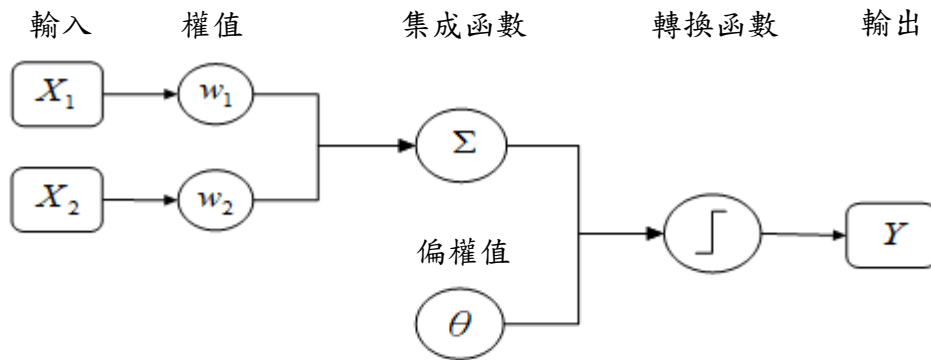 輸入 權值 集成函數 轉換函數 輸出
X₁ w₁
Σ
X₂ w₂
Y
偏權值
θ